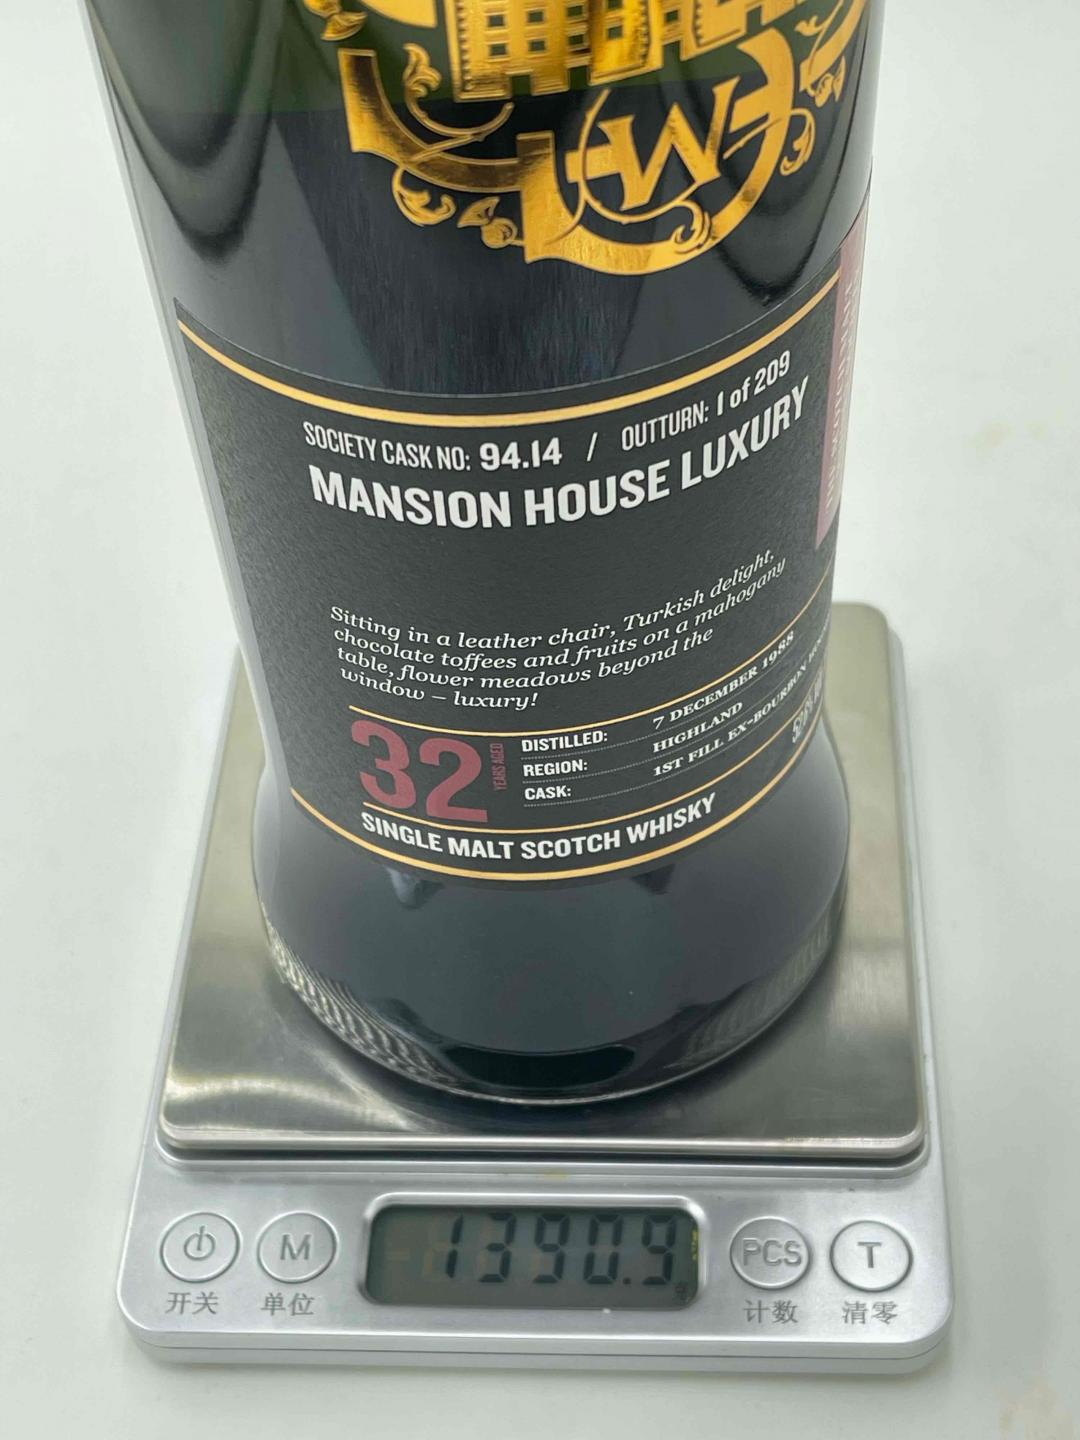 SOCIETY CASK NO: 94.14 / OUTTURN: 1 of 209
MANSION HOUSE LUXURY
Sitting in a leather chair, Turkish delight,
chocolate toffees and fruits on a mahogany
table, flower meadows beyond the
window – luxury!
32 YEARS AGED
DISTILLED: 7 DECEMBER 1988
REGION: HIGHLAND
CASK: 1ST FILL EX-BOURBON
SINGLE MALT SCOTCH WHISKY
1390.9
M
PCS
T
开关
单位
计数
清零